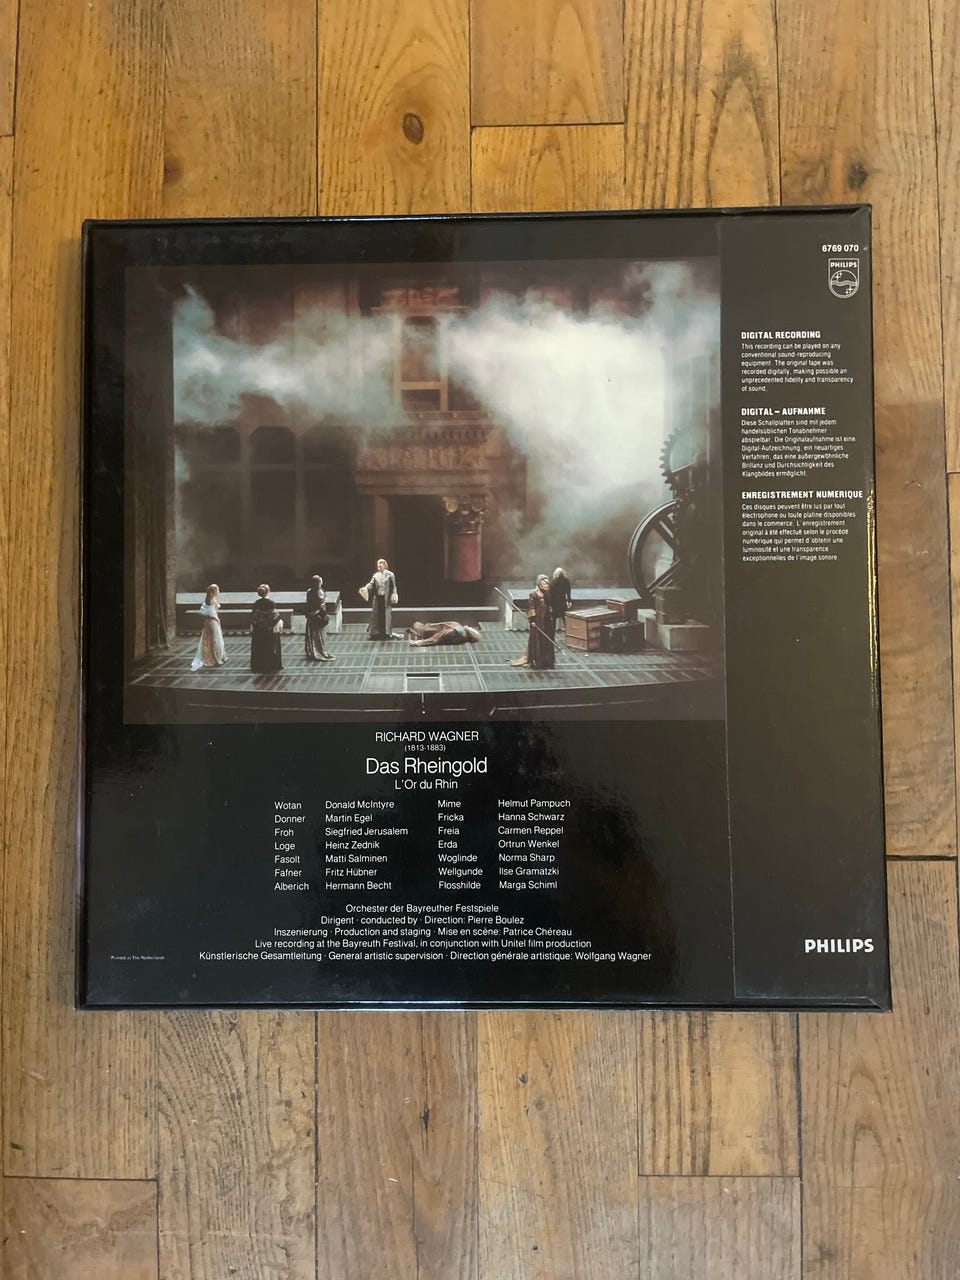 6769 070
PHILIPS
DIGITAL RECORDING
This recording can be played on any
conventional sound-reproducing
equipment. The original tape was
recorded digitally, making possible an
unprecedented fidelity and transparency
of sound.
DIGITAL – AUFNAHME
Diese Schallplatten sind mit jedem
handelsüblichen Tonabnehmer
abspielbar. Die Originalaufnahme ist eine
Digital-Aufzeichnung, ein neuartiges
Verfahren, das eine außergewöhnliche
Brillanz und Durchsichtigkeit des
Klangbildes ermöglicht.
ENREGISTREMENT NUMERIQUE
Ces disques peuvent être lus par tout
électrophone ou toute platine disponibles
dans le commerce. L'enregistrement
original a été effectué selon le procédé
numérique qui permet d'obtenir une
luminosité et une transparence
exceptionnelles de l'image sonore.
RICHARD WAGNER
(1813-1883)
Das Rheingold
L'Or du Rhin
Wotan Donald McIntyre Mime Helmut Pampuch
Donner Martin Egel Fricka Hanna Schwarz
Froh Siegfried Jerusalem Freia Carmen Reppel
Loge Heinz Zednik Erda Ortrun Wenkel
Fasolt Matti Salminen Woglinde Norma Sharp
Fafner Fritz Hübner Wellgunde Ilse Gramatzki
Alberich Hermann Becht Flosshilde Marga Schiml
Orchester der Bayreuther Festspiele
Dirigent · conducted by · Direction: Pierre Boulez
Inszenierung · Production and staging · Mise en scène: Patrice Chéreau
Live recording at the Bayreuth Festival, in conjunction with Unitel film production
Künstlerische Gesamtleitung · General artistic supervision · Direction générale artistique: Wolfgang Wagner
Printed in The Netherlands
PHILIPS